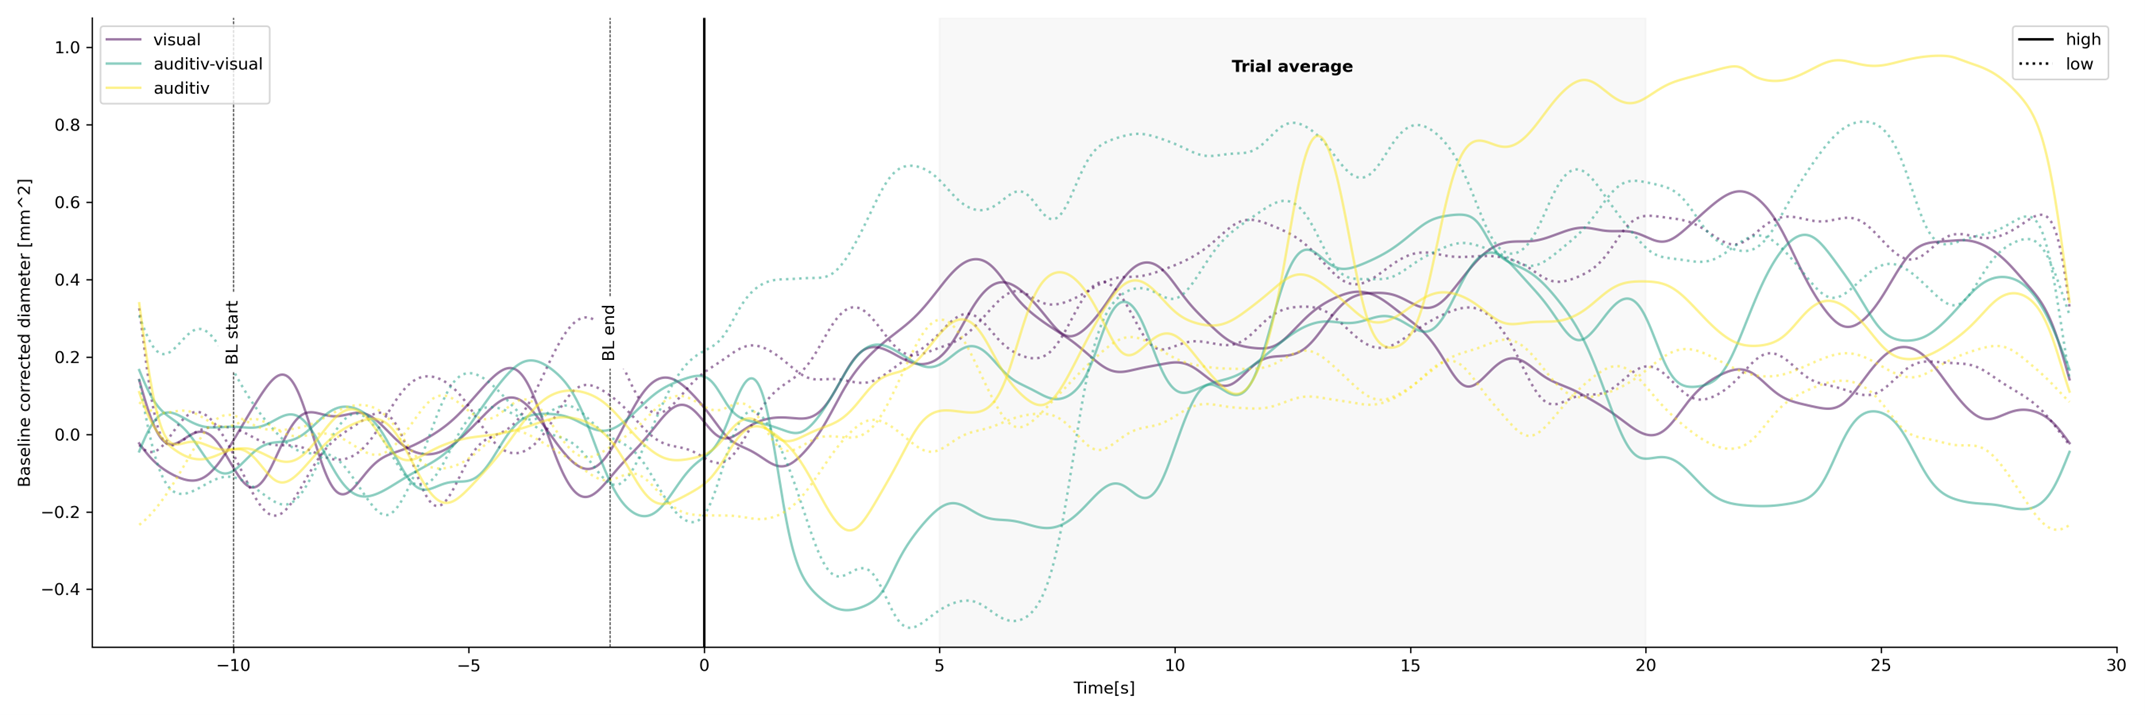 visual
auditiv-visual
auditiv
high
low
Trial average
BL start
BL end
Baseline corrected diameter [mm^2]
1.0
0.8
0.6
0.4
0.2
0.0
−0.2
−0.4
−10
−5
0
5
10
15
20
25
30
Time[s]